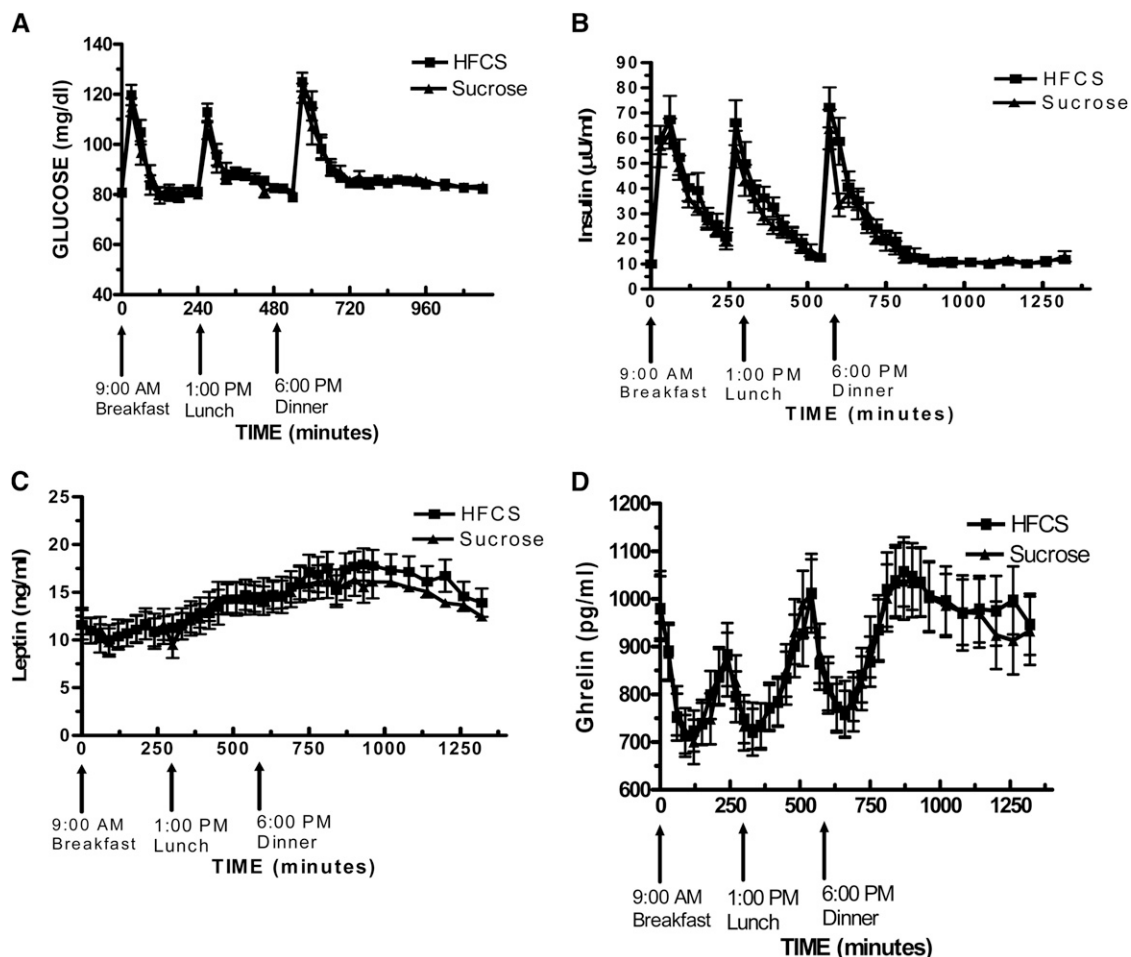 A
GLUCOSE (mg/dl)
140
120
100
80
60
40
HFCS
Sucrose
0 240 480 720 960
9:00 AM
Breakfast
1:00 PM
Lunch
6:00 PM
Dinner
TIME (minutes)
B
Insulin (µU/ml)
90
80
70
60
50
40
30
20
10
0
HFCS
Sucrose
0 250 500 750 1000 1250
9:00 AM
Breakfast
1:00 PM
Lunch
6:00 PM
Dinner
TIME (minutes)
C
Leptin (ng/ml)
25
20
15
10
5
0
HFCS
Sucrose
0 250 500 750 1000 1250
9:00 AM
Breakfast
1:00 PM
Lunch
6:00 PM
Dinner
TIME (minutes)
D
Ghrelin (pg/ml)
1200
1100
1000
900
800
700
600
HFCS
Sucrose
0 250 500 750 1000 1250
9:00 AM
Breakfast
1:00 PM
Lunch
6:00 PM
Dinner
TIME (minutes)